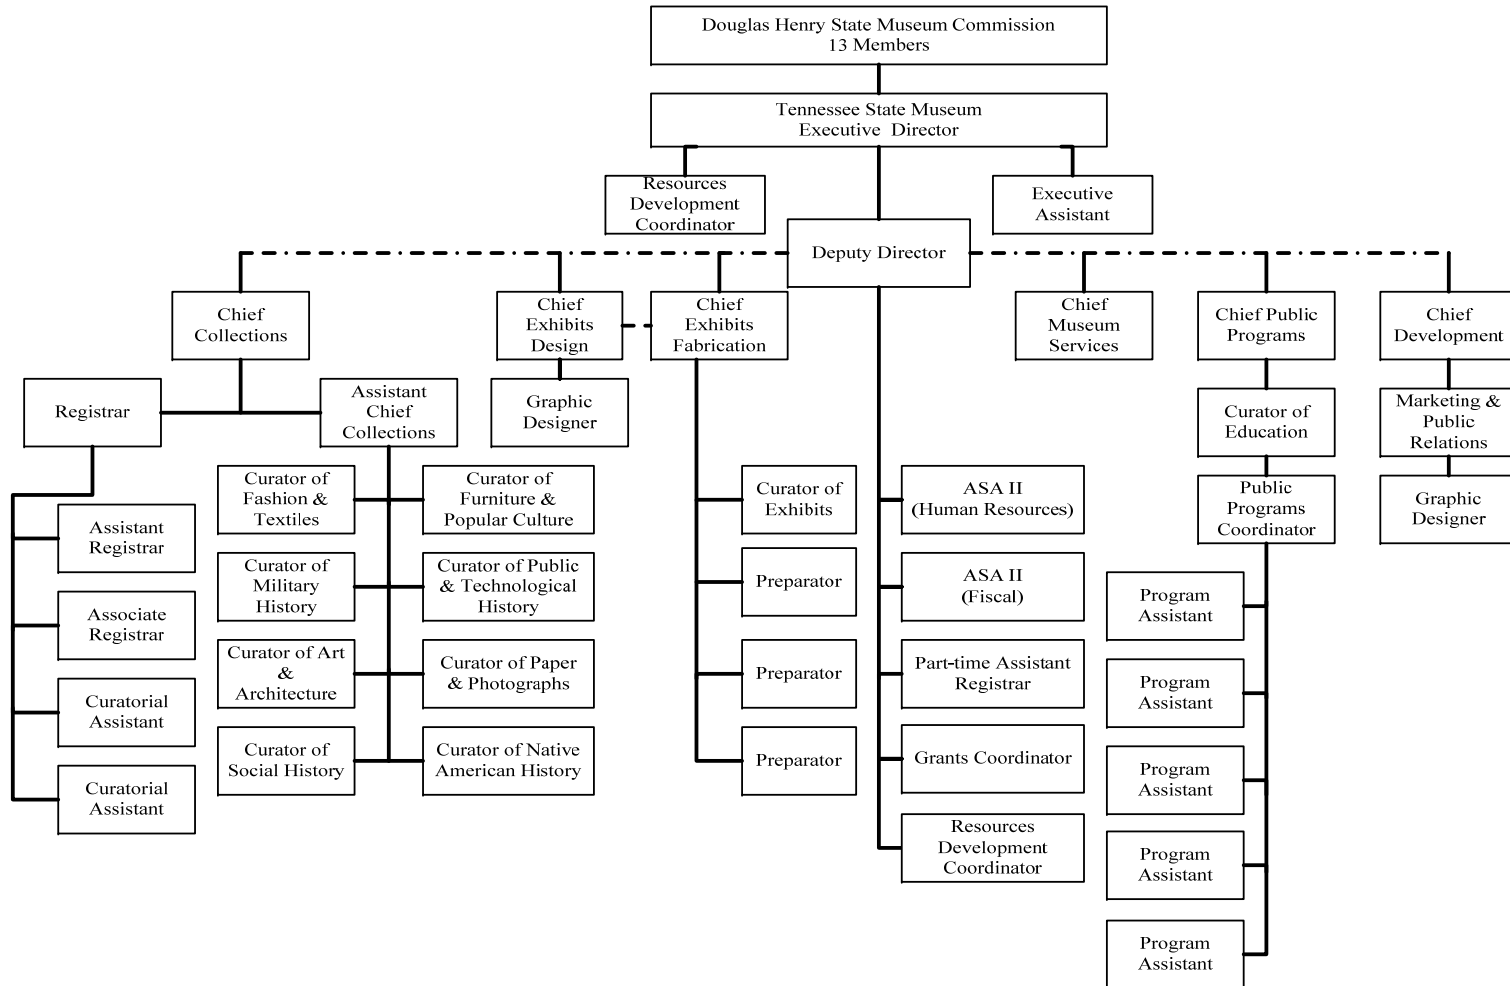 Douglas Henry State Museum Commission
13 Members
Tennessee State Museum
Executive Director
Resources
Development
Coordinator
Executive
Assistant
Deputy Director
Chief
Collections
Chief
Exhibits
Design
Chief
Exhibits
Fabrication
Chief
Museum
Services
Chief Public
Programs
Chief
Development
Registrar
Assistant
Chief
Collections
Graphic
Designer
Curator of
Education
Marketing &
Public
Relations
Curator of
Fashion &
Textiles
Curator of
Furniture &
Popular Culture
Curator of
Exhibits
ASA II
(Human Resources)
Public
Programs
Coordinator
Graphic
Designer
Assistant
Registrar
Curator of
Military
History
Curator of Public
& Technological
History
Preparator
ASA II
(Fiscal)
Program
Assistant
Associate
Registrar
Curator of Art
&
Architecture
Curator of Paper
& Photographs
Preparator
Part-time Assistant
Registrar
Program
Assistant
Curatorial
Assistant
Curator of
Social History
Curator of Native
American History
Preparator
Grants Coordinator
Program
Assistant
Curatorial
Assistant
Resources
Development
Coordinator
Program
Assistant
Program
Assistant